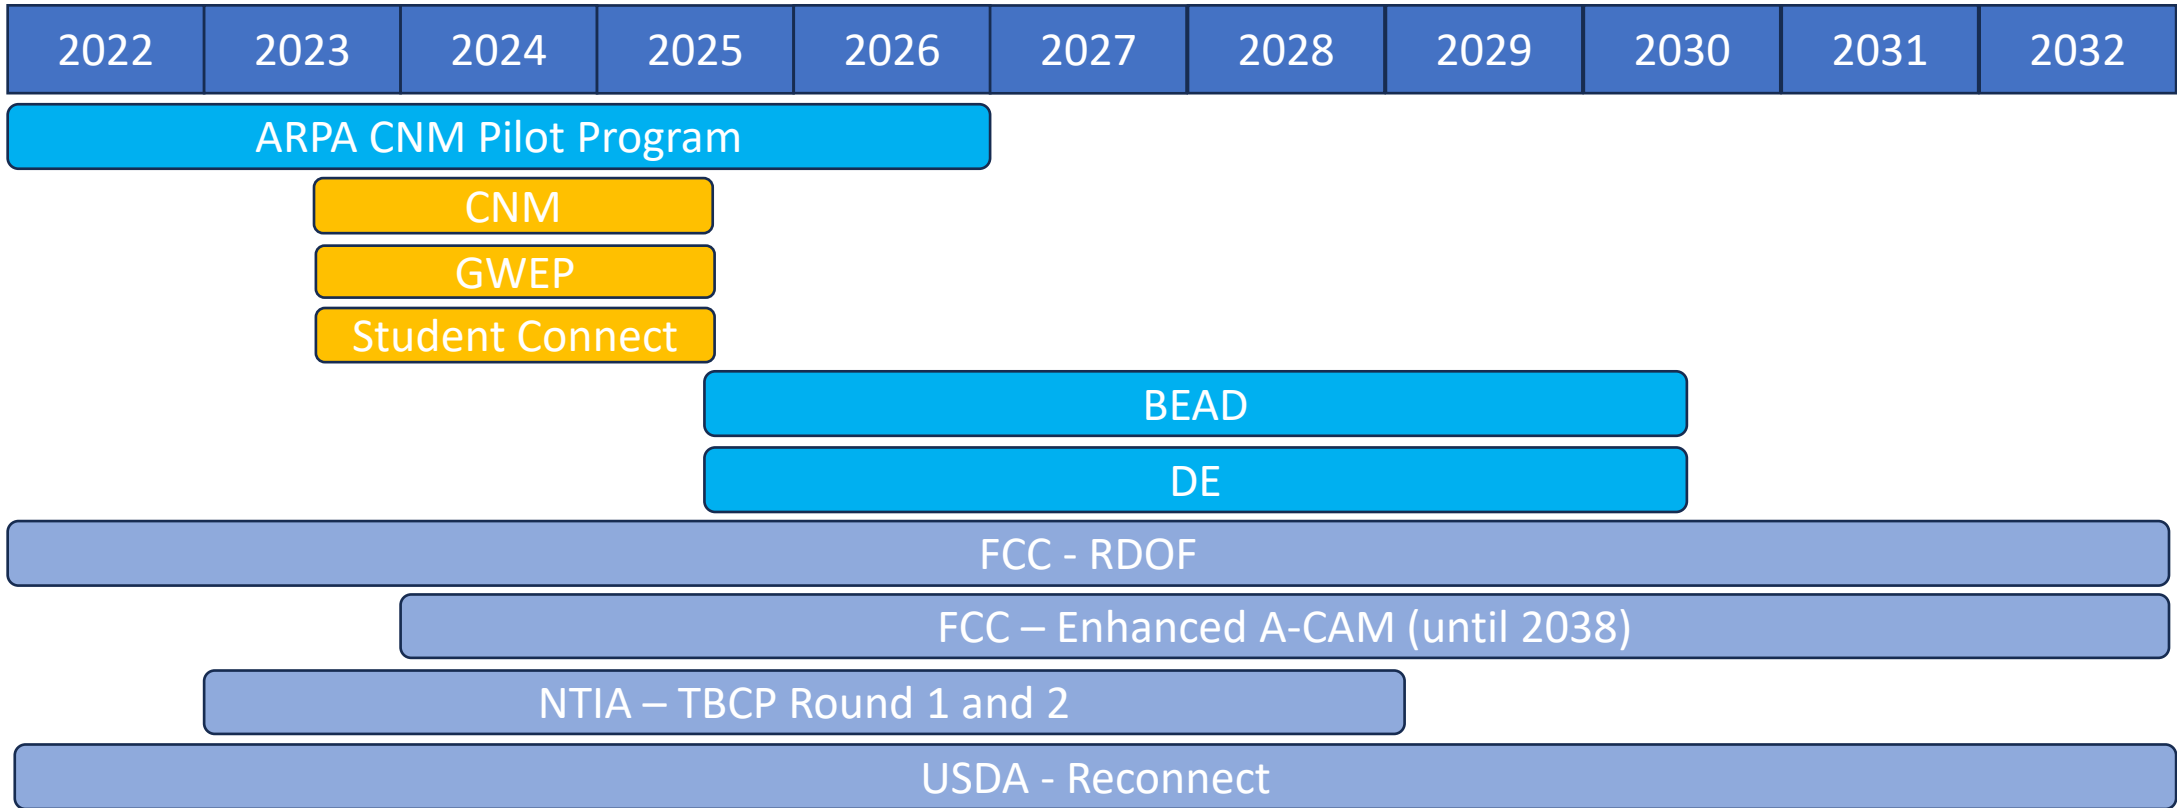 2022 2023 2024 2025 2026 2027 2028 2029 2030 2031 2032
ARPA CNM Pilot Program
CNM
GWEP
Student Connect
BEAD
DE
FCC - RDOF
FCC – Enhanced A-CAM (until 2038)
NTIA – TBCP Round 1 and 2
USDA - Reconnect